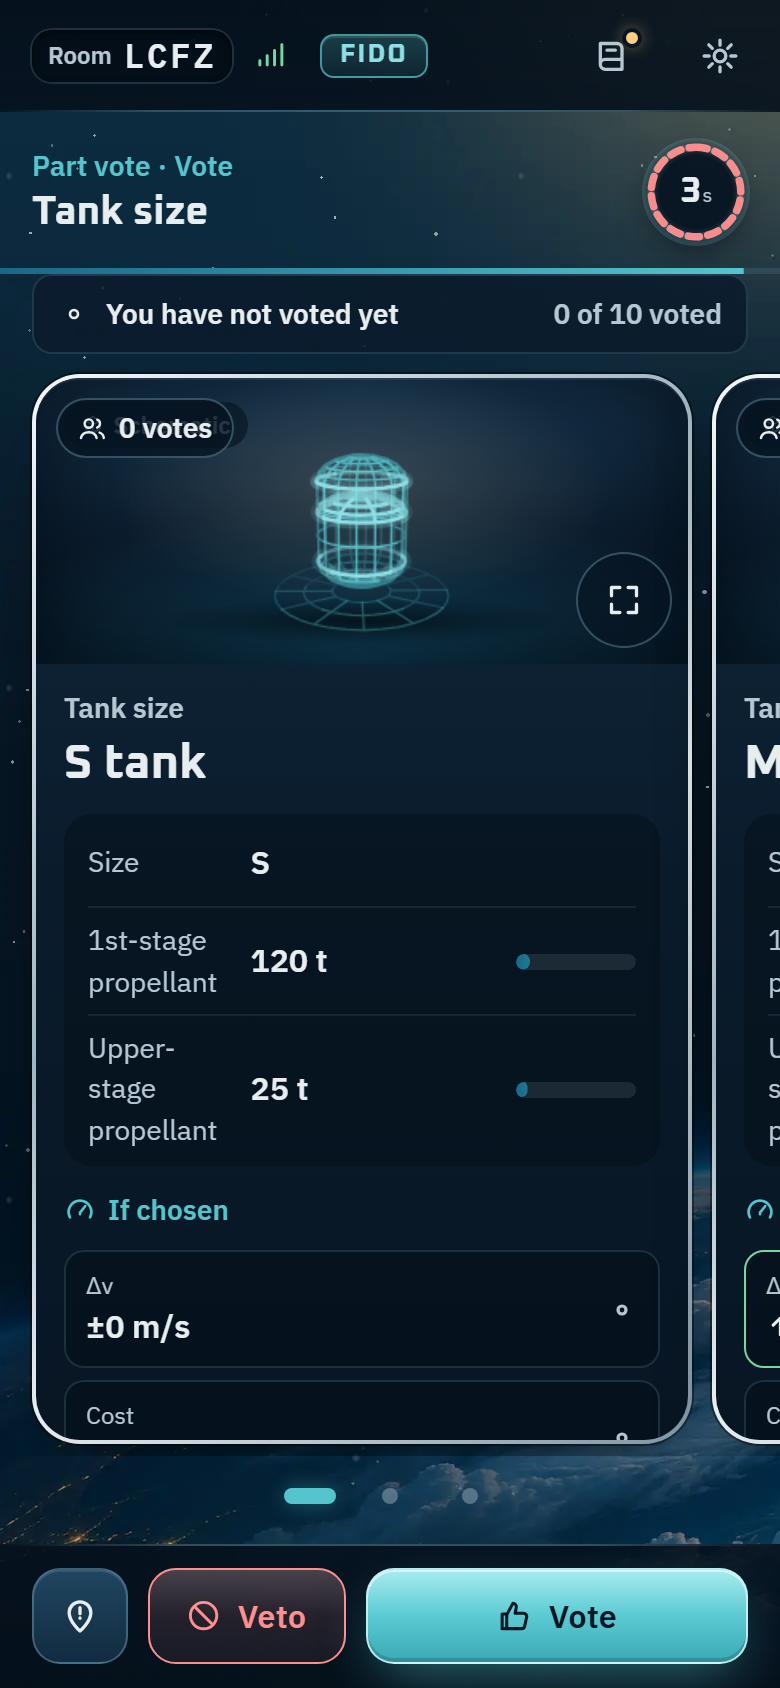 Room LCFZ FIDO
Part vote · Vote
Tank size
3s
You have not voted yet 0 of 10 voted
0 votes
Tank size
S tank
M
Size S
1st-stage
propellant
120 t
Upper-
stage
propellant
25 t
If chosen
Δv
±0 m/s
Cost
Veto Vote